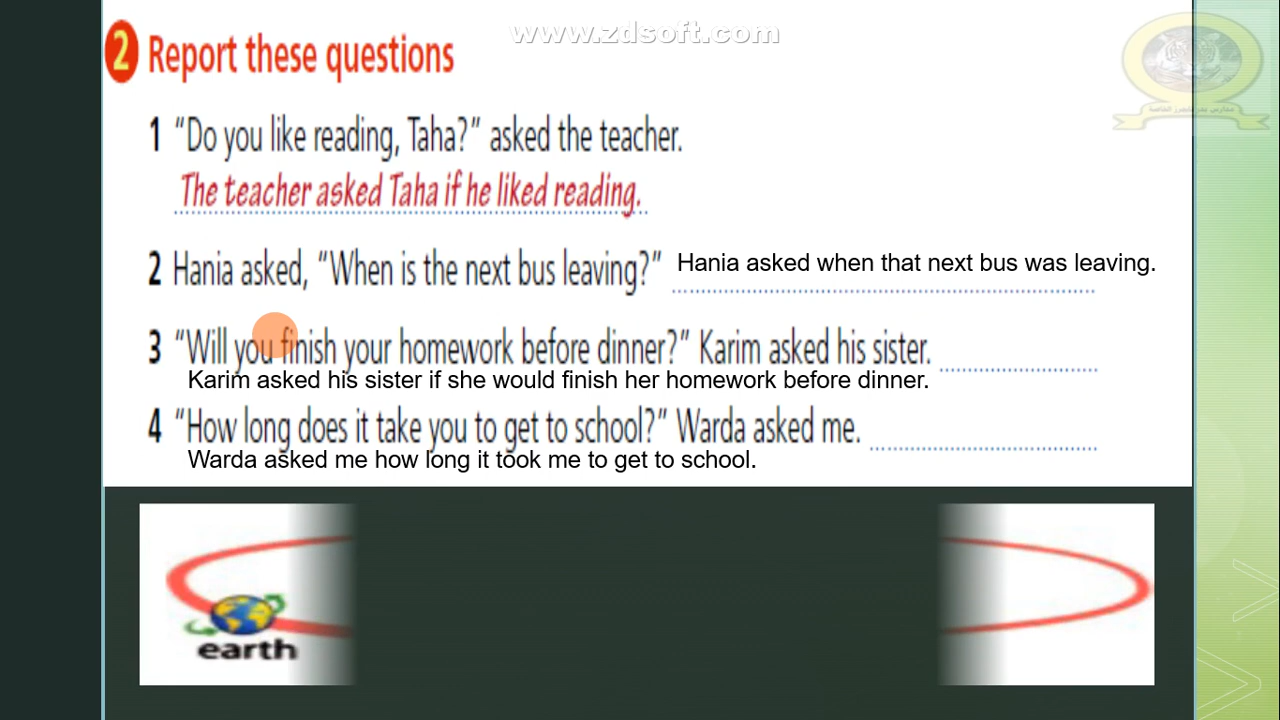 www.zdsoft.com
2 Report these questions
1 “Do you like reading, Taha?” asked the teacher.
The teacher asked Taha if he liked reading.
2 Hania asked, “When is the next bus leaving?” Hania asked when that next bus was leaving.
3 “Will you finish your homework before dinner?” Karim asked his sister.
Karim asked his sister if she would finish her homework before dinner.
4 “How long does it take you to get to school?” Warda asked me.
Warda asked me how long it took me to get to school.
earth